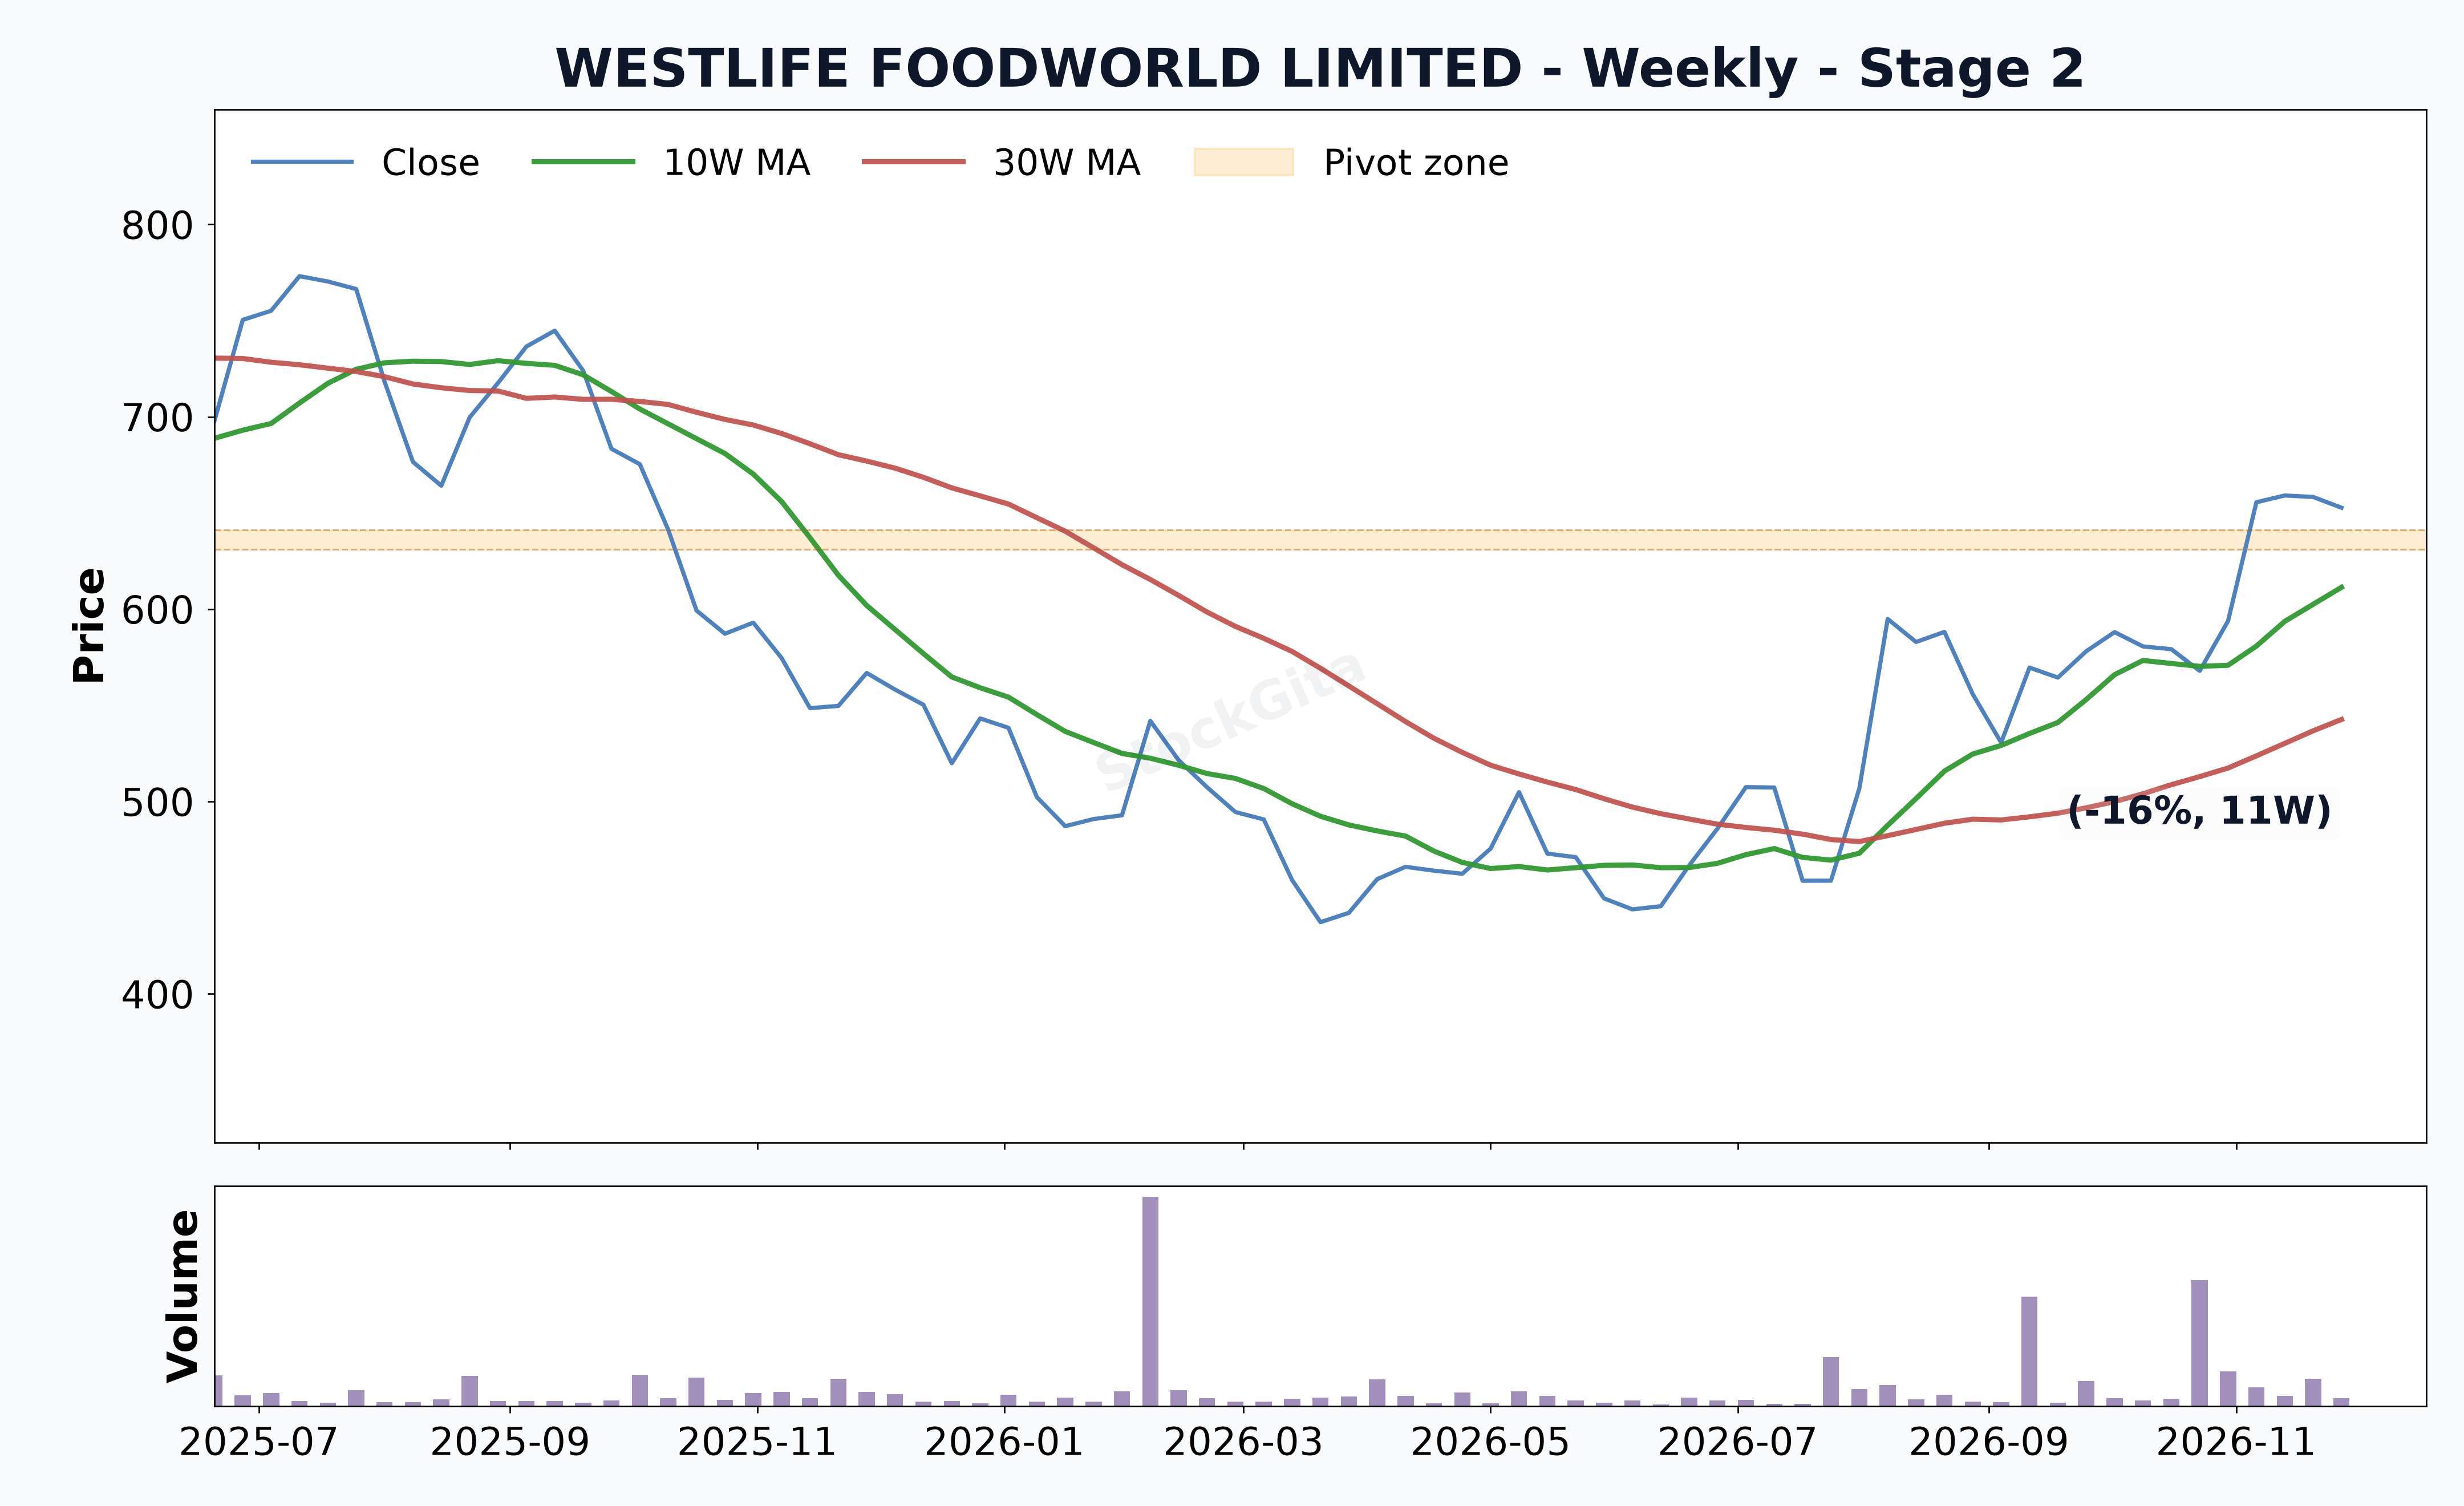 WESTLIFE FOODWORLD LIMITED - Weekly - Stage 2
Close 10W MA 30W MA Pivot zone
Price
800
700
600
500
400
StockGita
(-16%, 11W)
Volume
2025-07 2025-09 2025-11 2026-01 2026-03 2026-05 2026-07 2026-09 2026-11